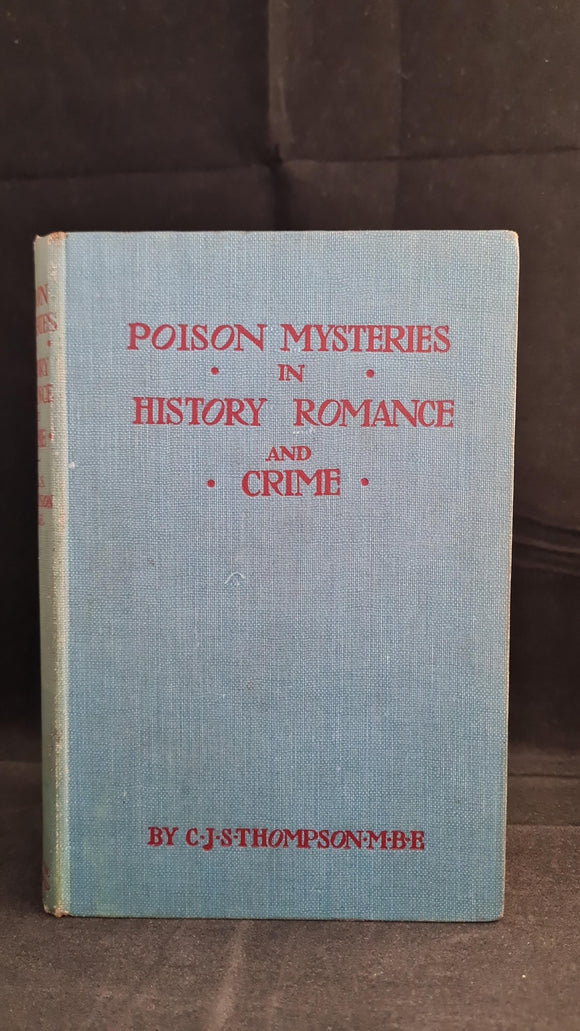 POISON MYSTERIES
· IN ·
HISTORY ROMANCE
AND
· CRIME ·
BY C·J·S·THOMPSON·M·B·E